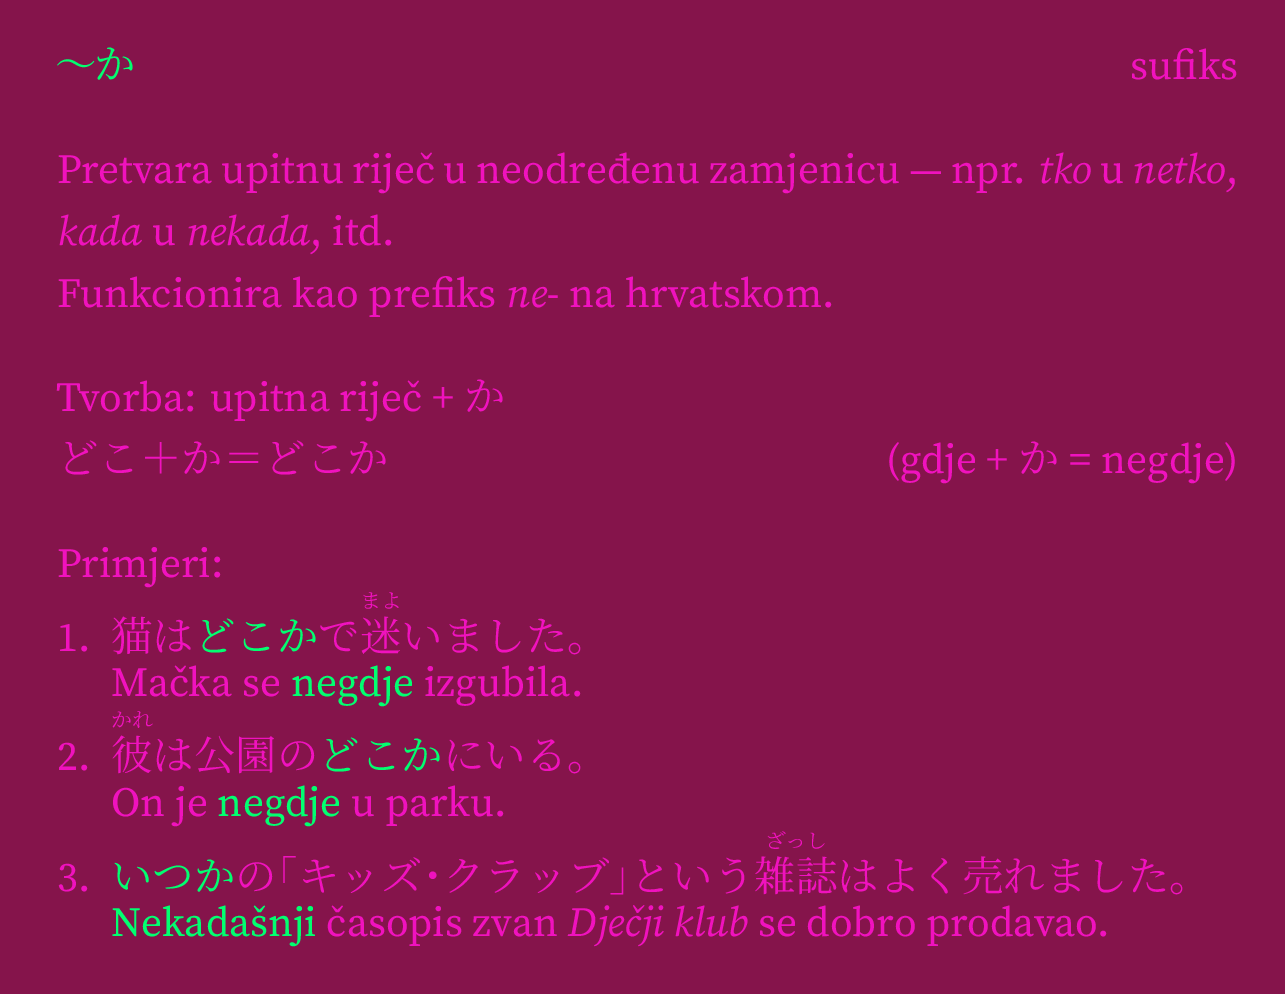 〜か sufiks
Pretvara upitnu riječ u neodređenu zamjenicu — npr. tko u netko,
kada u nekada, itd.
Funkcionira kao prefiks ne- na hrvatskom.
Tvorba: upitna riječ + か
どこ＋か＝どこか (gdje + か = negdje)
Primjeri:
まよ
1. 猫はどこかで迷いました。
Mačka se negdje izgubila.
かれ
2. 彼は公園のどこかにいる。
On je negdje u parku.
ざっし
3. いつかの「キッズ・クラッブ」という雑誌はよく売れました。
Nekadašnji časopis zvan Dječji klub se dobro prodavao.